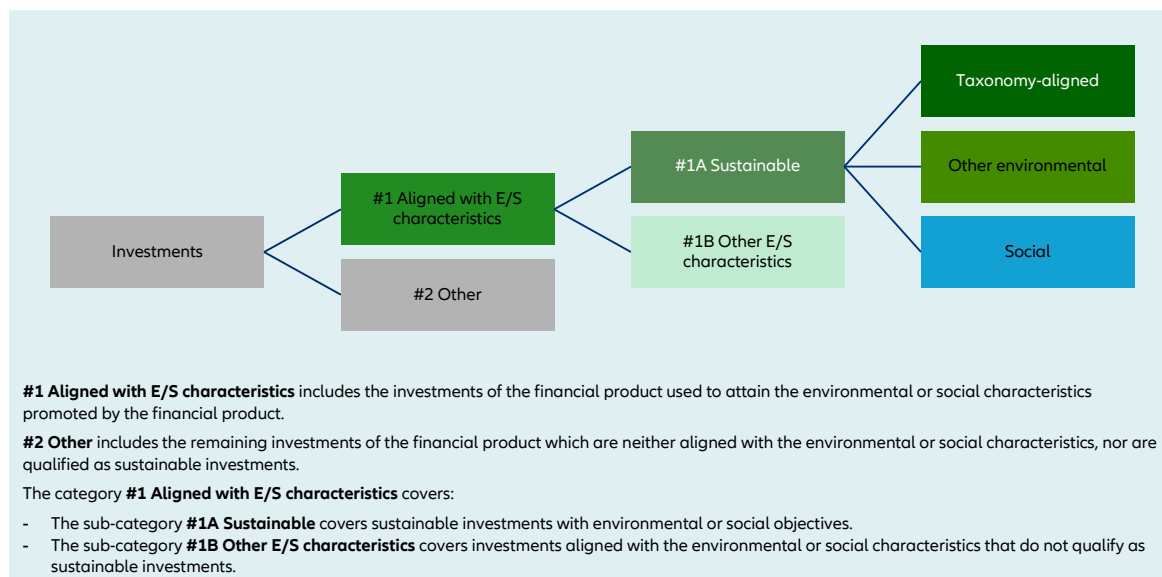 Taxonomy-aligned
#1A Sustainable
Other environmental
#1 Aligned with E/S
characteristics
Investments
#1B Other E/S
characteristics
Social
#2 Other
#1 Aligned with E/S characteristics includes the investments of the financial product used to attain the environmental or social characteristics
promoted by the financial product.
#2 Other includes the remaining investments of the financial product which are neither aligned with the environmental or social characteristics, nor are
qualified as sustainable investments.
The category #1 Aligned with E/S characteristics covers:
- The sub-category #1A Sustainable covers sustainable investments with environmental or social objectives.
- The sub-category #1B Other E/S characteristics covers investments aligned with the environmental or social characteristics that do not qualify as
sustainable investments.